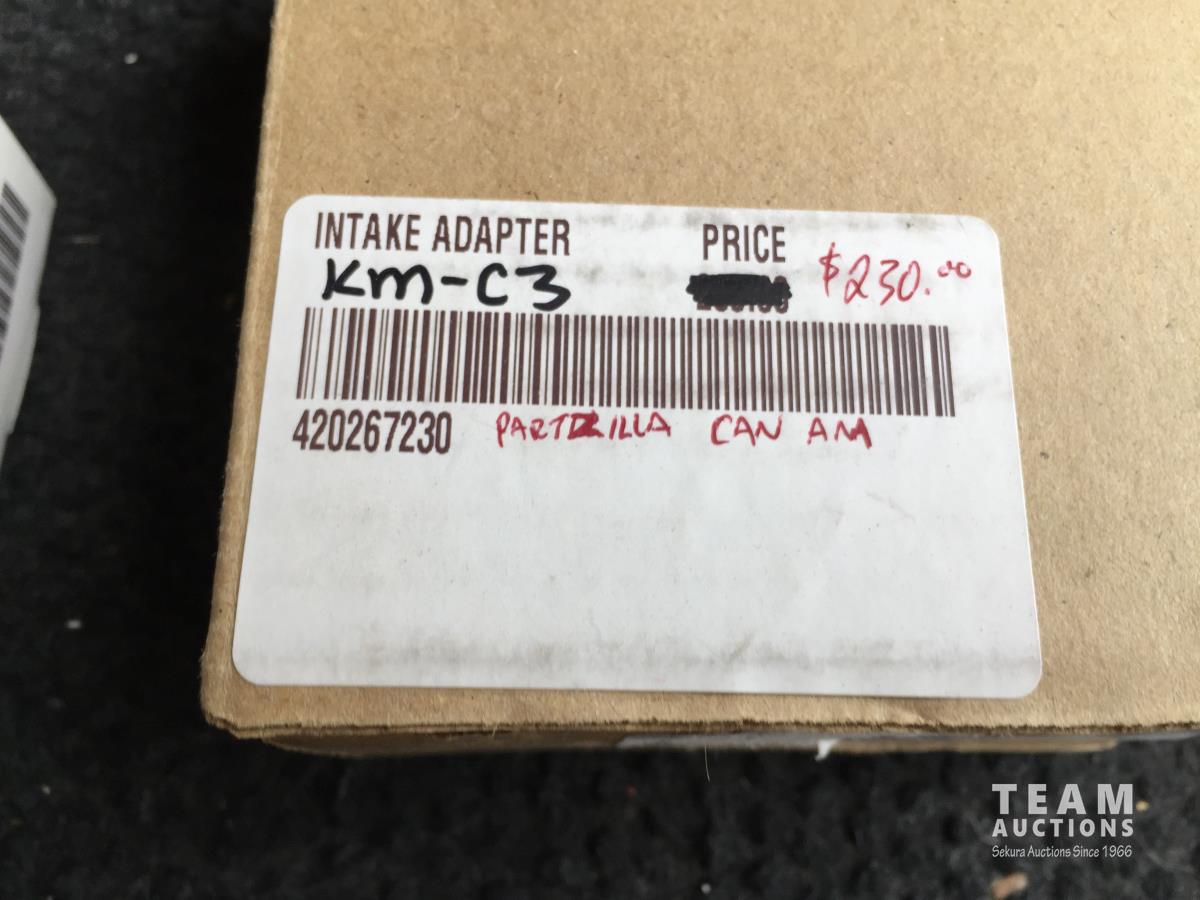 INTAKE ADAPTER PRICE
KM-C3 $230.00
420267230 PARTZILLA CAN AM
TEAM
AUCTIONS
Sekura Auctions Since 1966